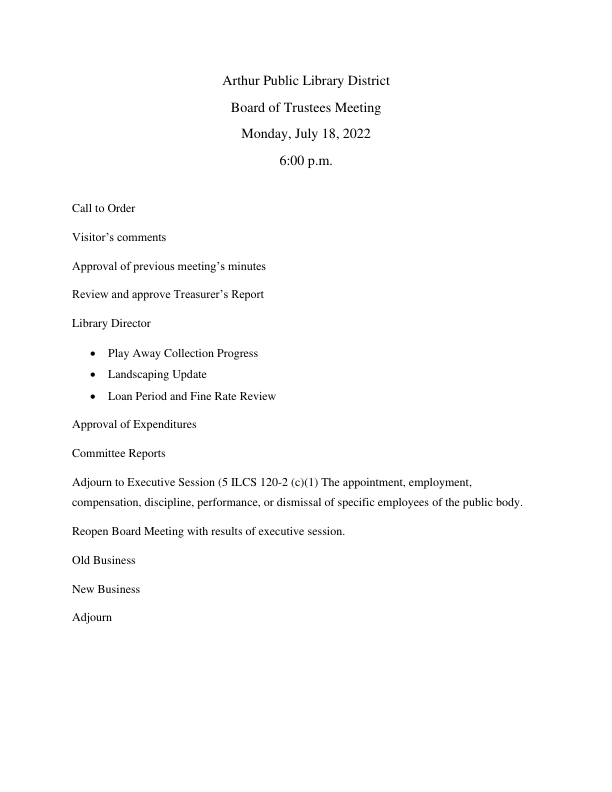 Arthur Public Library District
Board of Trustees Meeting
Monday, July 18, 2022
6:00 p.m.
Call to Order
Visitor’s comments
Approval of previous meeting’s minutes
Review and approve Treasurer’s Report
Library Director
• Play Away Collection Progress
• Landscaping Update
• Loan Period and Fine Rate Review
Approval of Expenditures
Committee Reports
Adjourn to Executive Session (5 ILCS 120-2 (c)(1) The appointment, employment,
compensation, discipline, performance, or dismissal of specific employees of the public body.
Reopen Board Meeting with results of executive session.
Old Business
New Business
Adjourn